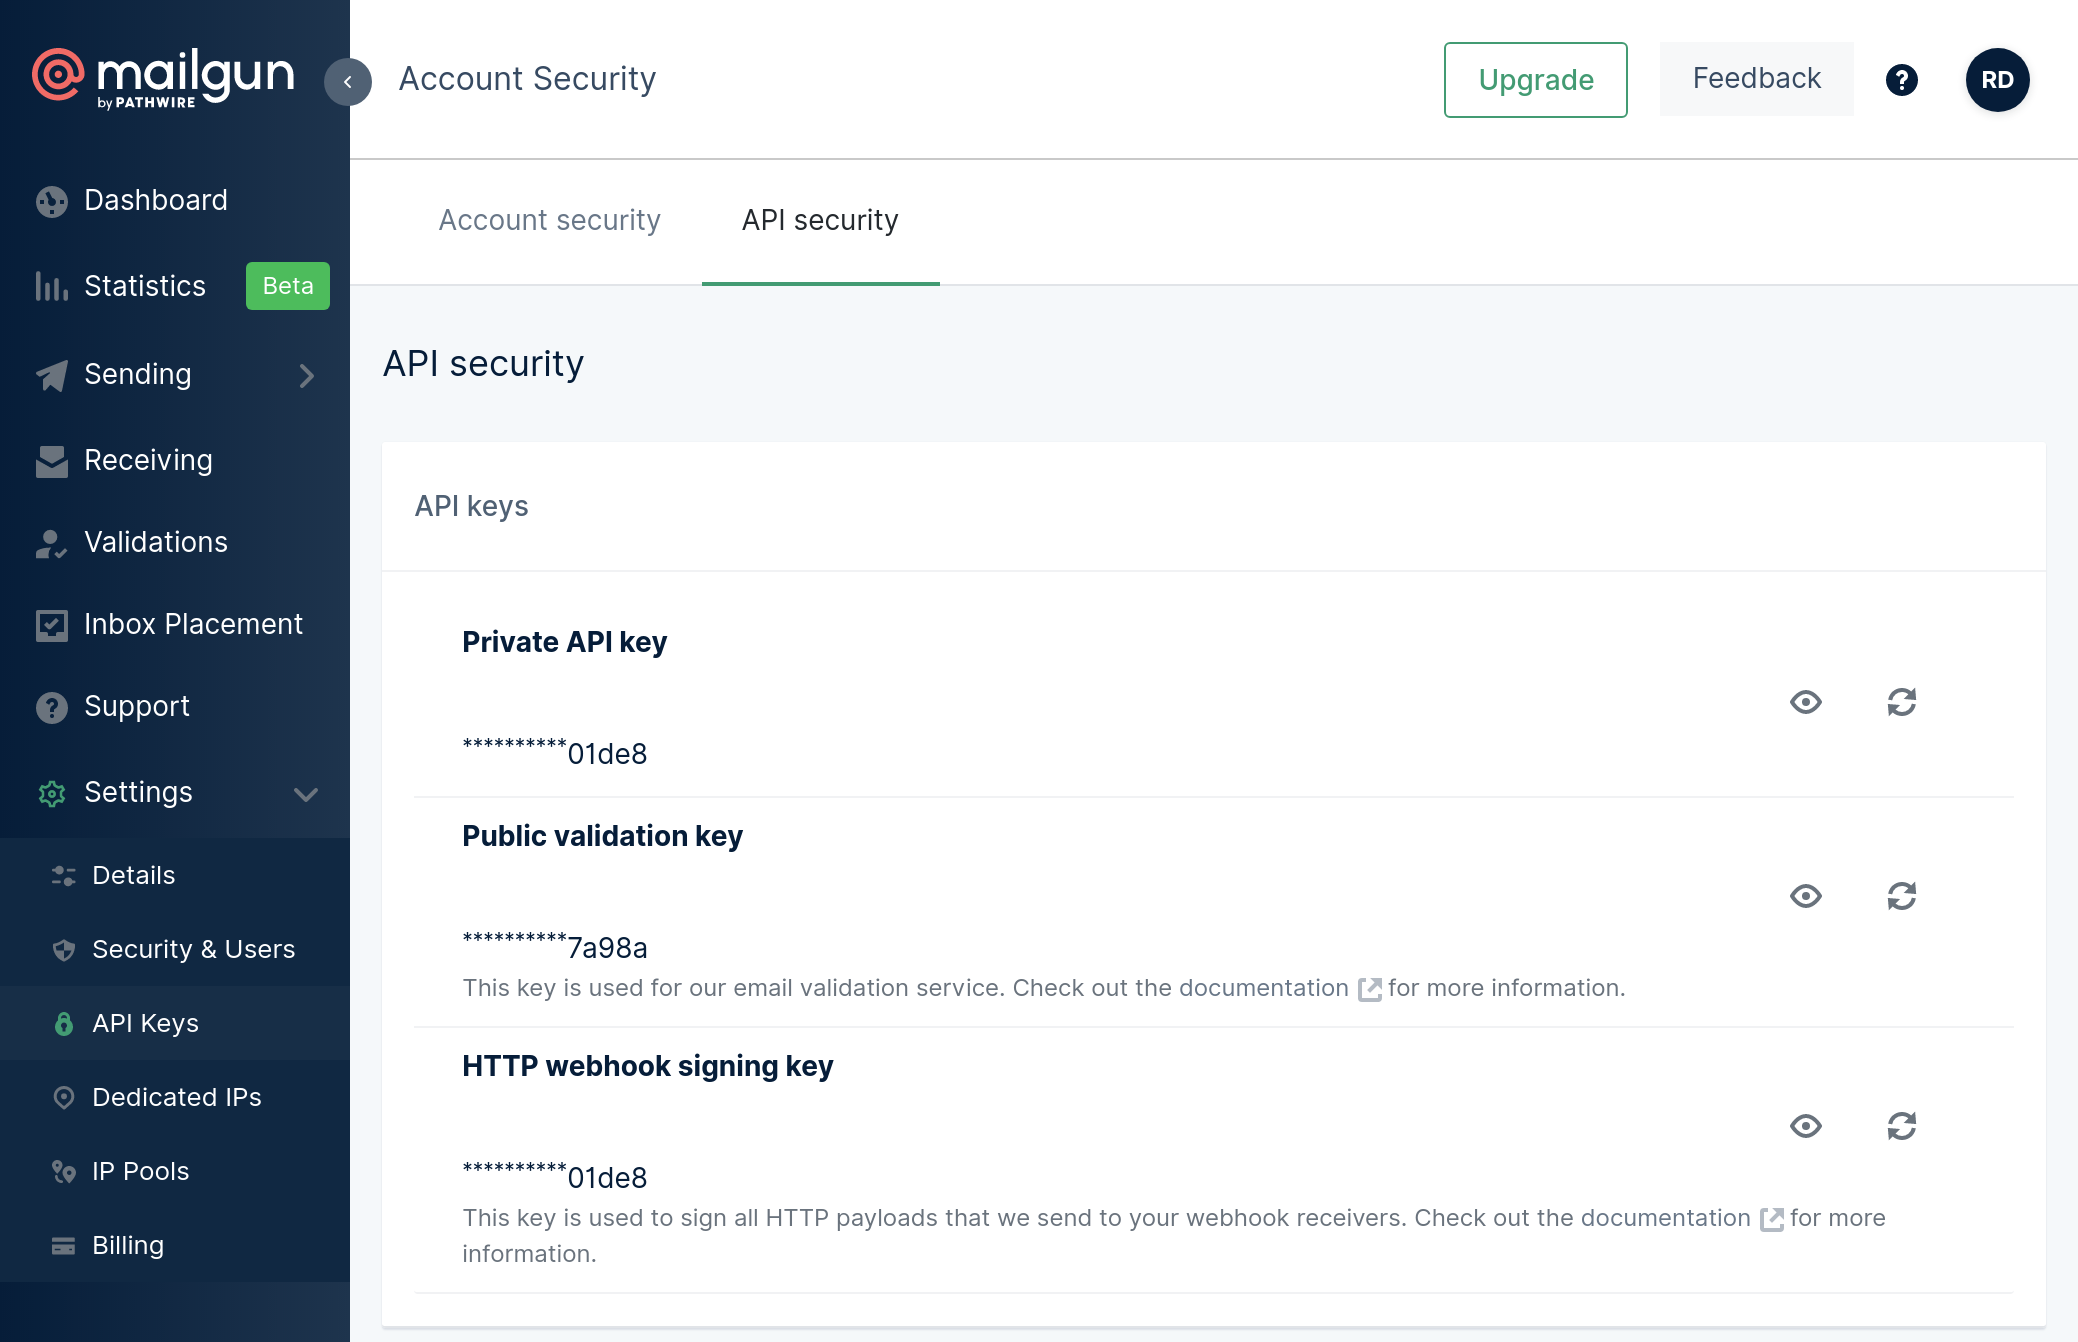 mailgun
by PATHWIRE
Account Security
Upgrade
Feedback
?
RD
Dashboard
Statistics
Beta
Sending
Receiving
Validations
Inbox Placement
Support
Settings
Details
Security & Users
API Keys
Dedicated IPs
IP Pools
Billing
Account security
API security
API security
API keys
Private API key
**********01de8
Public validation key
**********7a98a
This key is used for our email validation service. Check out the documentation for more information.
HTTP webhook signing key
**********01de8
This key is used to sign all HTTP payloads that we send to your webhook receivers. Check out the documentation for more
information.